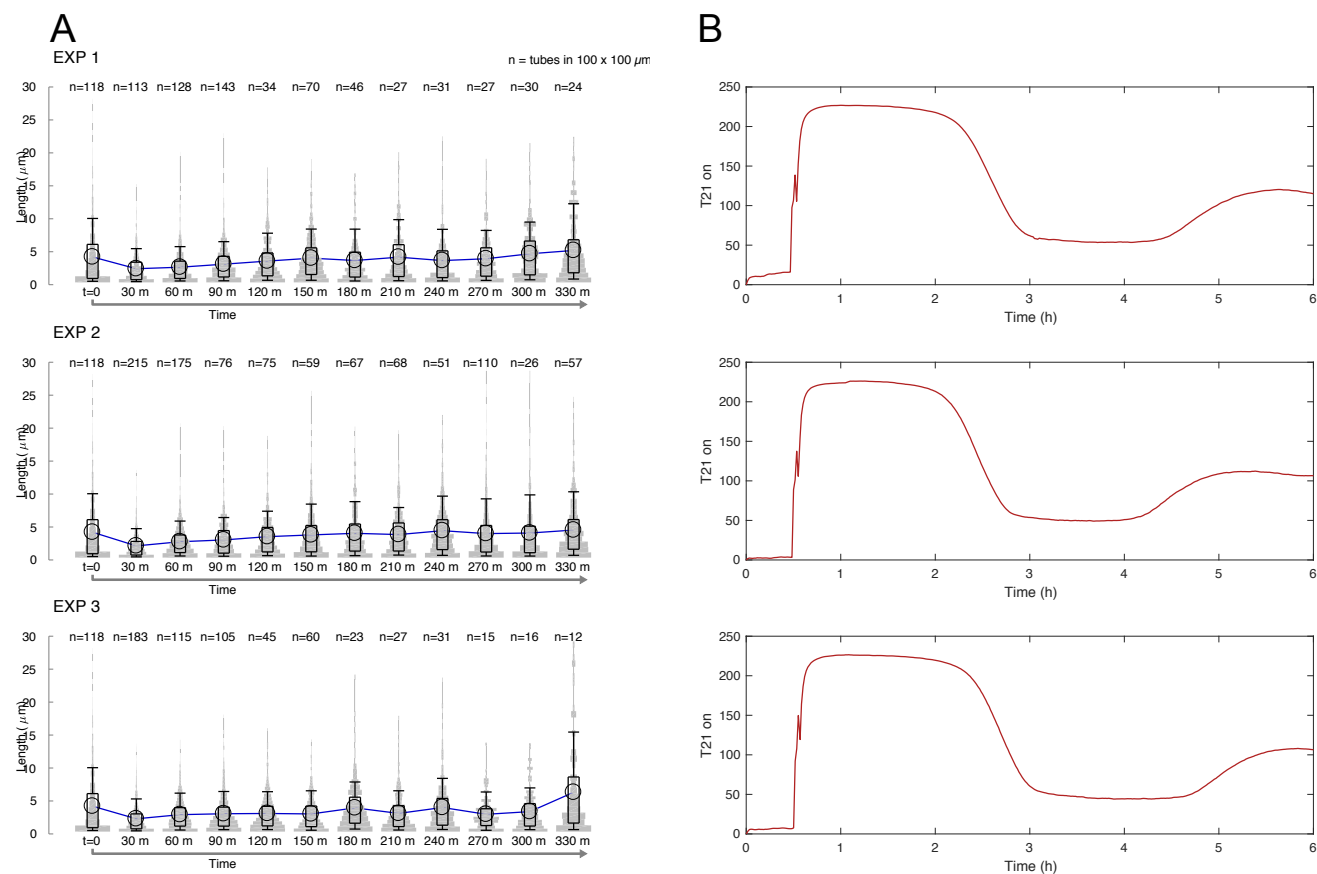 A
B
EXP 1
n = tubes in 100 x 100 µm
n=118 n=113 n=128 n=143 n=34 n=70 n=46 n=27 n=31 n=27 n=30 n=24
30
25
20
15
10
5
0
Length ( µm)
t=0 30 m 60 m 90 m 120 m 150 m 180 m 210 m 240 m 270 m 300 m 330 m
Time
250
200
150
100
50
0
T21 on
0 1 2 3 4 5 6
Time (h)
EXP 2
n=118 n=215 n=175 n=76 n=75 n=59 n=67 n=68 n=51 n=110 n=26 n=57
30
25
20
15
10
5
0
Length ( µm)
t=0 30 m 60 m 90 m 120 m 150 m 180 m 210 m 240 m 270 m 300 m 330 m
Time
250
200
150
100
50
0
T21 on
0 1 2 3 4 5 6
Time (h)
EXP 3
n=118 n=183 n=115 n=105 n=45 n=60 n=23 n=27 n=31 n=15 n=16 n=12
30
25
20
15
10
5
0
Length ( µm)
t=0 30 m 60 m 90 m 120 m 150 m 180 m 210 m 240 m 270 m 300 m 330 m
Time
250
200
150
100
50
0
T21 on
0 1 2 3 4 5 6
Time (h)